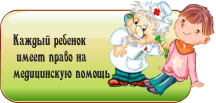 Каждый ребенок
имеет право на
медицинскую помощь